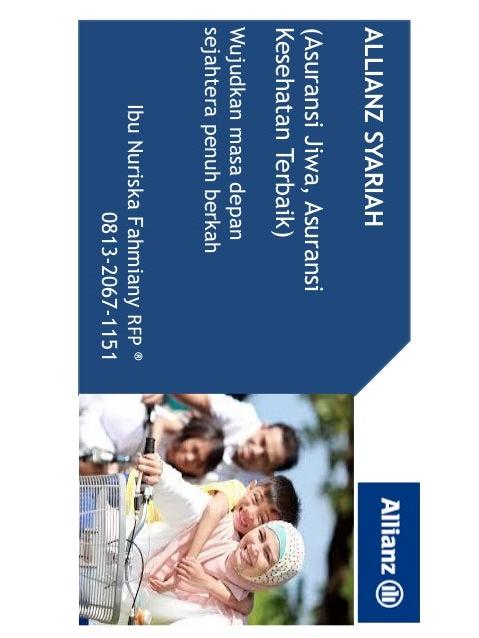 ALLIANZ SYARIAH
(Asuransi Jiwa, Asuransi
Kesehatan Terbaik)
Wujudkan masa depan
sejahtera penuh berkah
Ibu Nuriska Fahmiany RFP ®
0813-2067-1151
Allianz